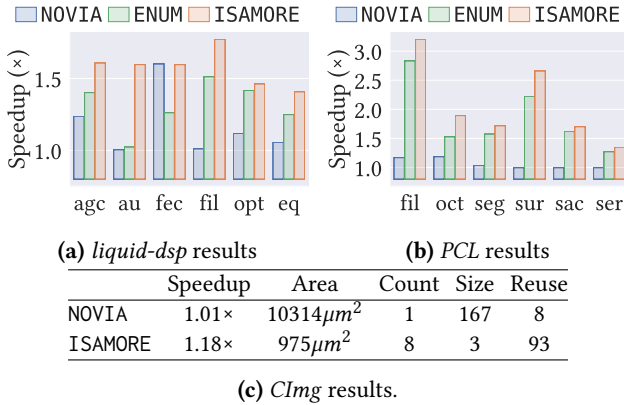 NOVIA ENUM ISAMORE
Speedup (×)
1.5
1.0
agc au fec fil opt eq
(a) liquid-dsp results
NOVIA ENUM ISAMORE
Speedup (×)
3.0
2.0
1.5
1.0
fil oct seg sur sac ser
(b) PCL results
Speedup Area Count Size Reuse
NOVIA 1.01× 10314μm² 1 167 8
ISAMORE 1.18× 975μm² 8 3 93
(c) CImg results.